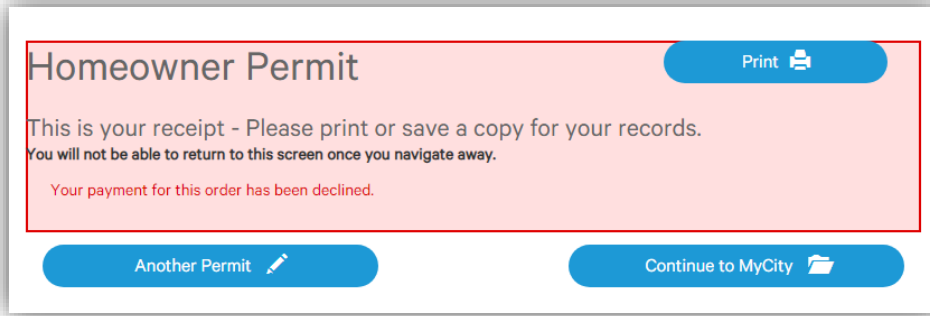 Homeowner Permit
Print
This is your receipt - Please print or save a copy for your records.
You will not be able to return to this screen once you navigate away.
Your payment for this order has been declined.
Another Permit
Continue to MyCity